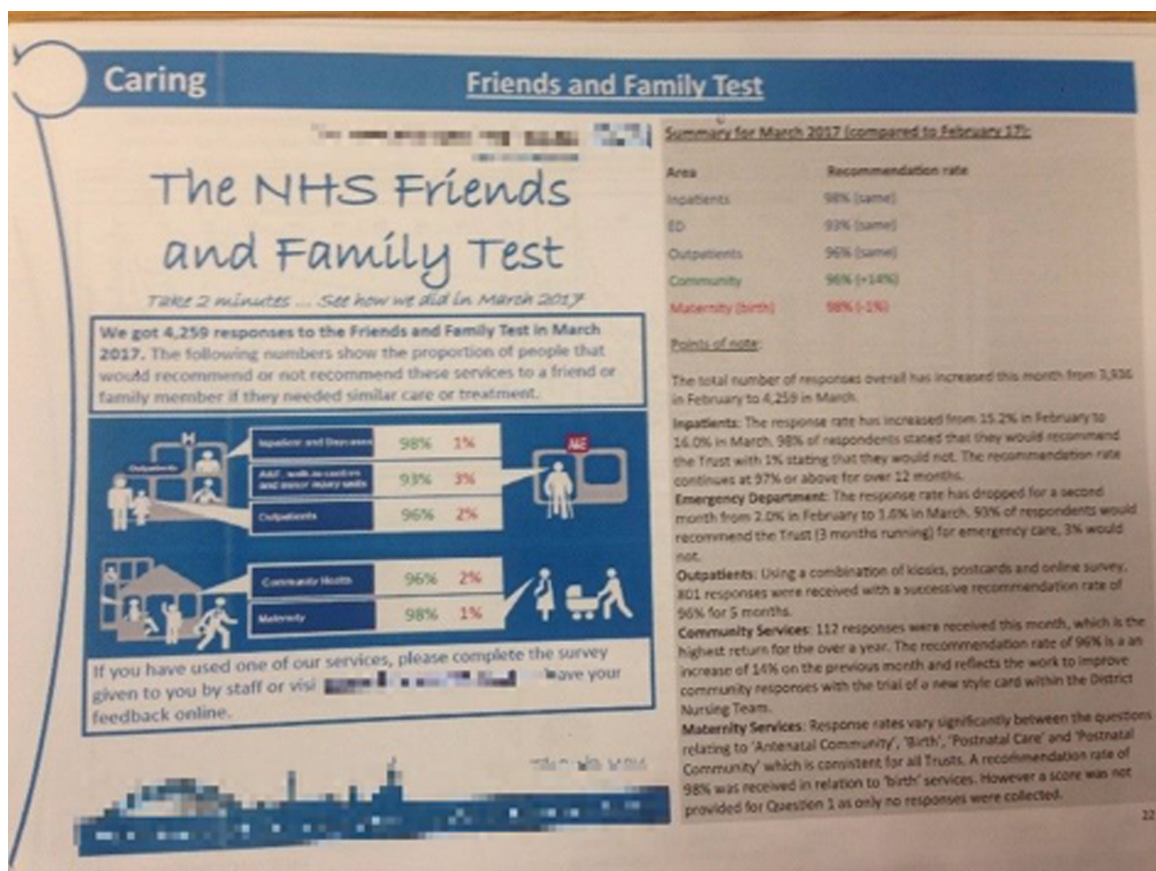 Caring
Friends and Family Test
The NHS Friends
and Family Test
Take 2 minutes ... See how we did in March 2017
We got 4,259 responses to the Friends and Family Test in March
2017. The following numbers show the proportion of people that
would recommend or not recommend these services to a friend or
family member if they needed similar care or treatment.
H
Inpatient and Daycases 98% 1%
Outpatients
A&E
A&E, walk-in centres
and minor injury units 93% 3%
Outpatients 96% 2%
Community Health 96% 2%
Maternity 98% 1%
If you have used one of our services, please complete the survey
given to you by staff or visi
your
feedback online.
Summary for March 2017 (compared to February 17):
Area Recommendation rate
Inpatients 98% (same)
ED 93% (same)
Outpatients 96% (same)
Community 96% (+14%)
Maternity (birth) 98% (-1%)
Points of note:
The total number of responses overall has increased this month from 3,936
in February to 4,259 in March.
Inpatients: The response rate has increased from 15.2% in February to
16.0% in March. 98% of respondents stated that they would recommend
the Trust with 1% stating that they would not. The recommendation rate
continues at 97% or above for over 12 months.
Emergency Department: The response rate has dropped for a second
month from 2.0% in February to 1.6% in March. 93% of respondents would
recommend the Trust (3 months running) for emergency care, 3% would
not.
Outpatients: Using a combination of kiosks, postcards and online survey,
801 responses were received with a successive recommendation rate of
96% for 5 months.
Community Services: 112 responses were received this month, which is the
highest return for the over a year. The recommendation rate of 96% is a an
increase of 14% on the previous month and reflects the work to improve
community responses with the trial of a new style card within the District
Nursing Team.
Maternity Services: Response rates vary significantly between the questions
relating to 'Antenatal Community', 'Birth', 'Postnatal Care' and 'Postnatal
Community' which is consistent for all Trusts. A recommendation rate of
98% was received in relation to 'birth' services. However a score was not
provided for Question 1 as only no responses were collected.
22